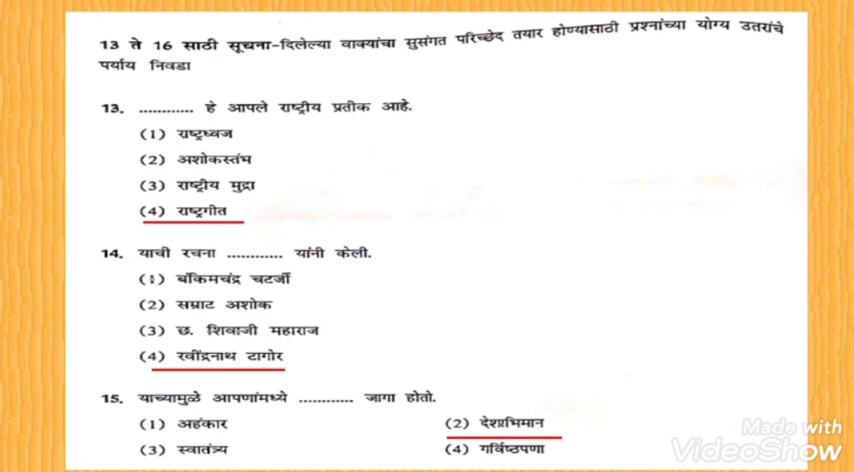 13 ते 16 साठी सूचना-दिलेल्या वाक्यांचा सुसंगत परिच्छेद तयार होण्यासाठी प्रश्नांच्या योग्य उतरांचे
पर्याय निवडा
13. ............ हे आपले राष्ट्रीय प्रतीक आहे.
(1) राष्ट्रध्वज
(2) अशोकस्तंभ
(3) राष्ट्रीय मुद्रा
(4) राष्ट्रगीत
14. याची रचना ............ यांनी केली.
(1) बंकिमचंद्र चटर्जी
(2) सम्राट अशोक
(3) छ. शिवाजी महाराज
(4) रवींद्रनाथ टागोर
15. याच्यामुळे आपणांमध्ये ............ जागा होतो.
(1) अहंकार (2) देशाभिमान
(3) स्वातंत्र्य (4) गर्विष्ठपणा
Made with
VideoShow